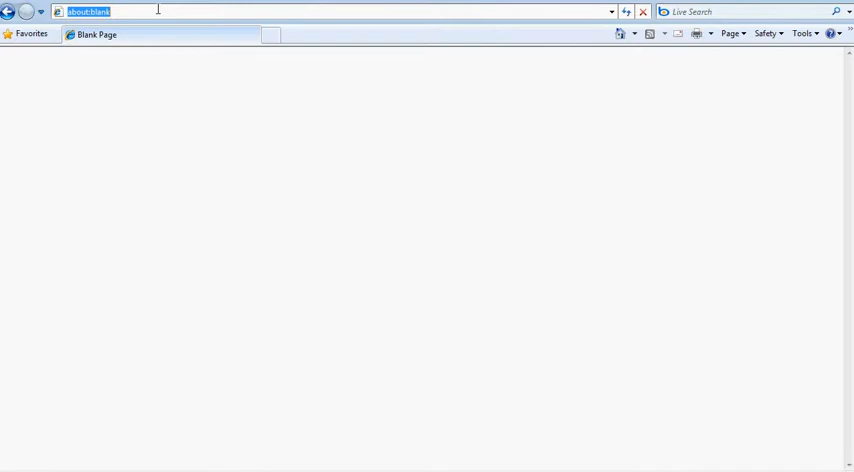 about:blank
Live Search
Favorites
Blank Page
Page
Safety
Tools